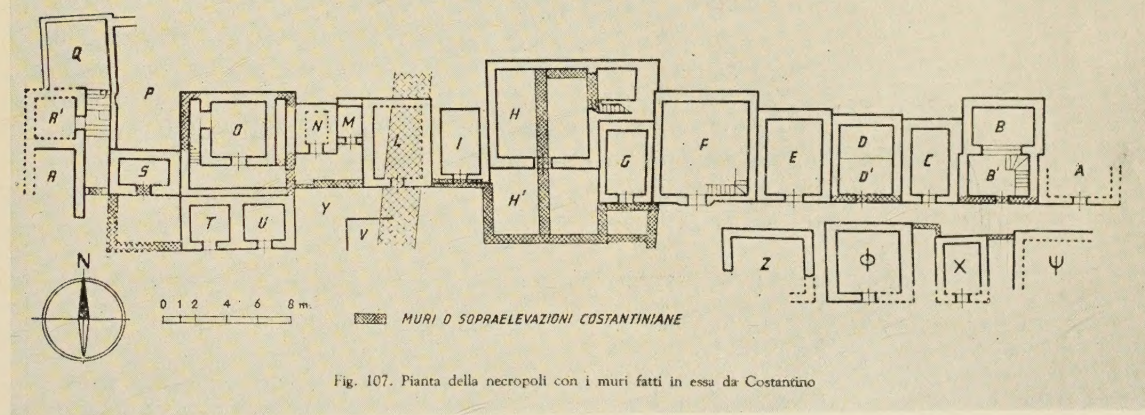 Q
P
R'
R
S
O
N
M
L
I
H
H'
G
F
E
D
D'
C
B
B'
A
T
U
Y
V
Z
Φ
X
Ψ
N
0 1 2 4 6 8 m.
MURI O SOPRAELEVAZIONI COSTANTINIANE
Fig. 107. Pianta della necropoli con i muri fatti in essa da Costantino